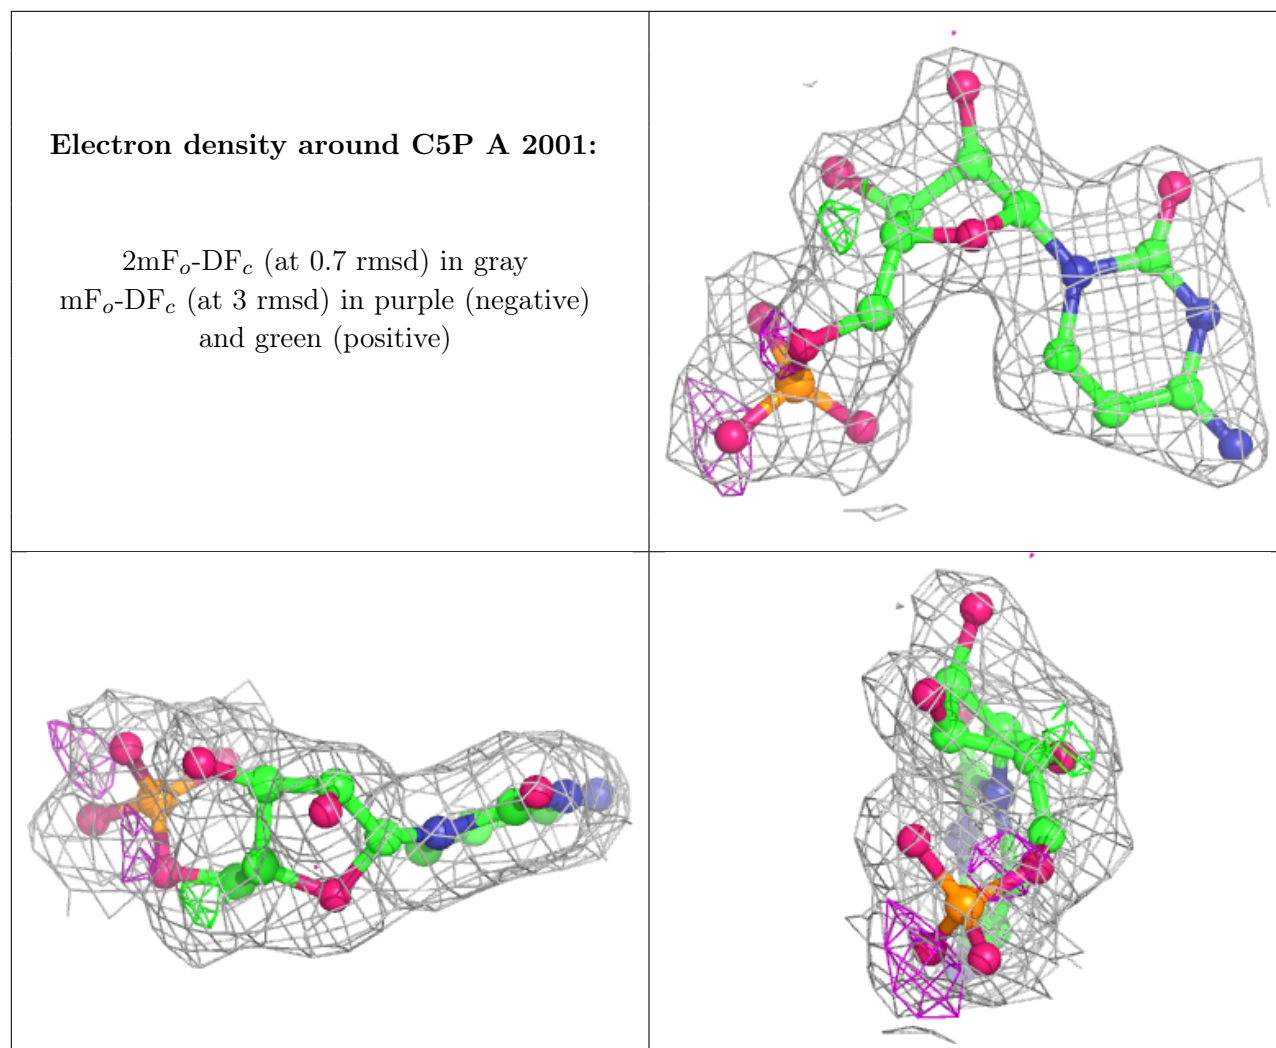 Electron density around C5P A 2001:
2mFo-DFc (at 0.7 rmsd) in gray
mFo-DFc (at 3 rmsd) in purple (negative)
and green (positive)